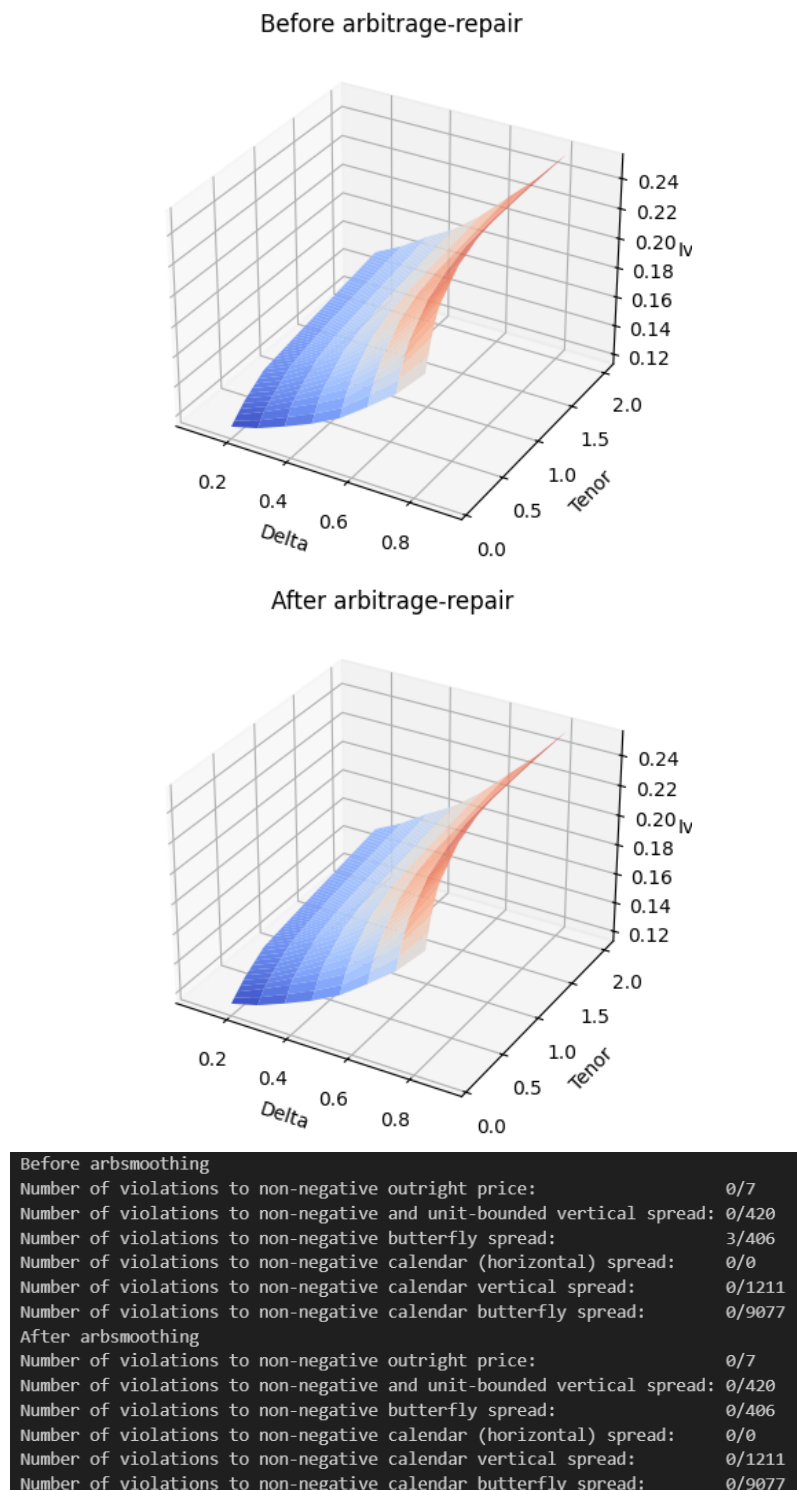 Before arbitrage-repair
0.24
0.22
0.20
Iv
0.18
0.16
0.14
0.12
2.0
1.5
1.0
0.5
0.0
Tenor
0.2
0.4
0.6
0.8
Delta
After arbitrage-repair
0.24
0.22
0.20
Iv
0.18
0.16
0.14
0.12
2.0
1.5
1.0
0.5
0.0
Tenor
0.2
0.4
0.6
0.8
Delta
Before arbsmoothing
Number of violations to non-negative outright price: 0/7
Number of violations to non-negative and unit-bounded vertical spread: 0/420
Number of violations to non-negative butterfly spread: 3/406
Number of violations to non-negative calendar (horizontal) spread: 0/0
Number of violations to non-negative calendar vertical spread: 0/1211
Number of violations to non-negative calendar butterfly spread: 0/9077
After arbsmoothing
Number of violations to non-negative outright price: 0/7
Number of violations to non-negative and unit-bounded vertical spread: 0/420
Number of violations to non-negative butterfly spread: 0/406
Number of violations to non-negative calendar (horizontal) spread: 0/0
Number of violations to non-negative calendar vertical spread: 0/1211
Number of violations to non-negative calendar butterfly spread: 0/9077